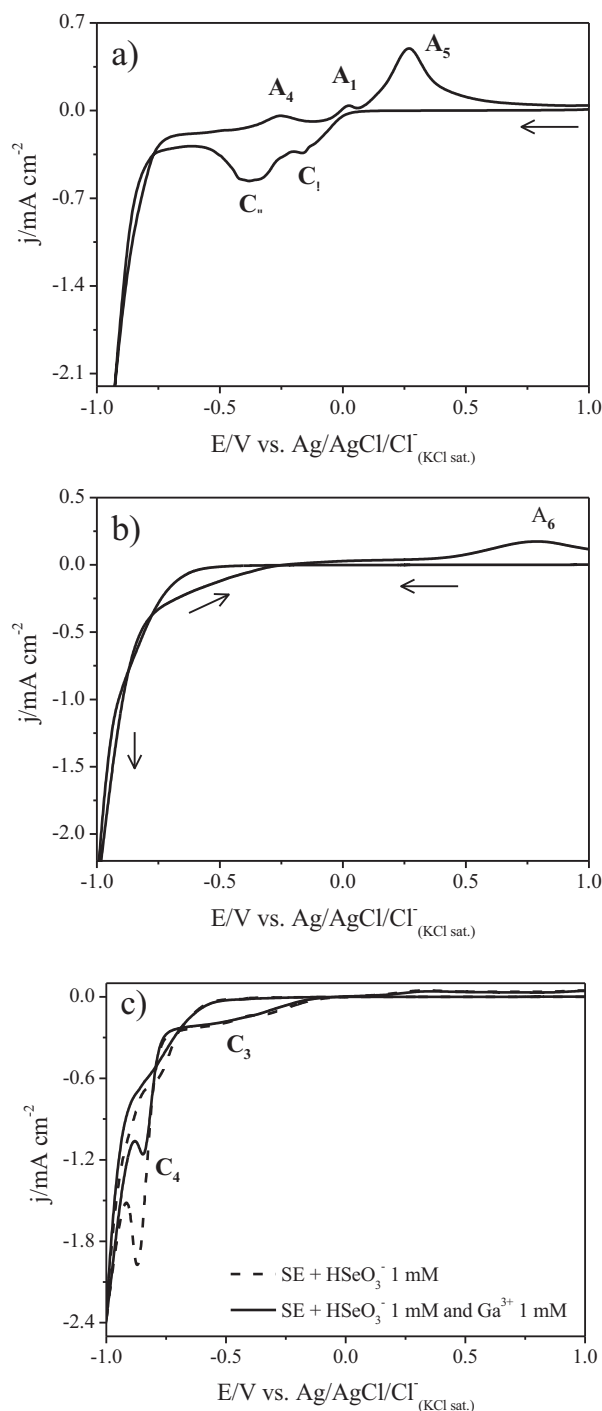 a)
0.7
0.0
-0.7
-1.4
-2.1
j/mA cm⁻²
A₄
A₁
A₅
C„
C!
-1.0
-0.5
0.0
0.5
1.0
E/V vs. Ag/AgCl/Cl⁻(KCl sat.)
b)
0.5
0.0
-0.5
-1.0
-1.5
-2.0
j/mA cm⁻²
A₆
-1.0
-0.5
0.0
0.5
1.0
E/V vs. Ag/AgCl/Cl⁻(KCl sat.)
c)
0.0
-0.6
-1.2
-1.8
-2.4
j/mA cm⁻²
C₃
C₄
SE + HSeO₃⁻ 1 mM
SE + HSeO₃⁻ 1 mM and Ga³⁺ 1 mM
-1.0
-0.5
0.0
0.5
1.0
E/V vs. Ag/AgCl/Cl⁻(KCl sat.)